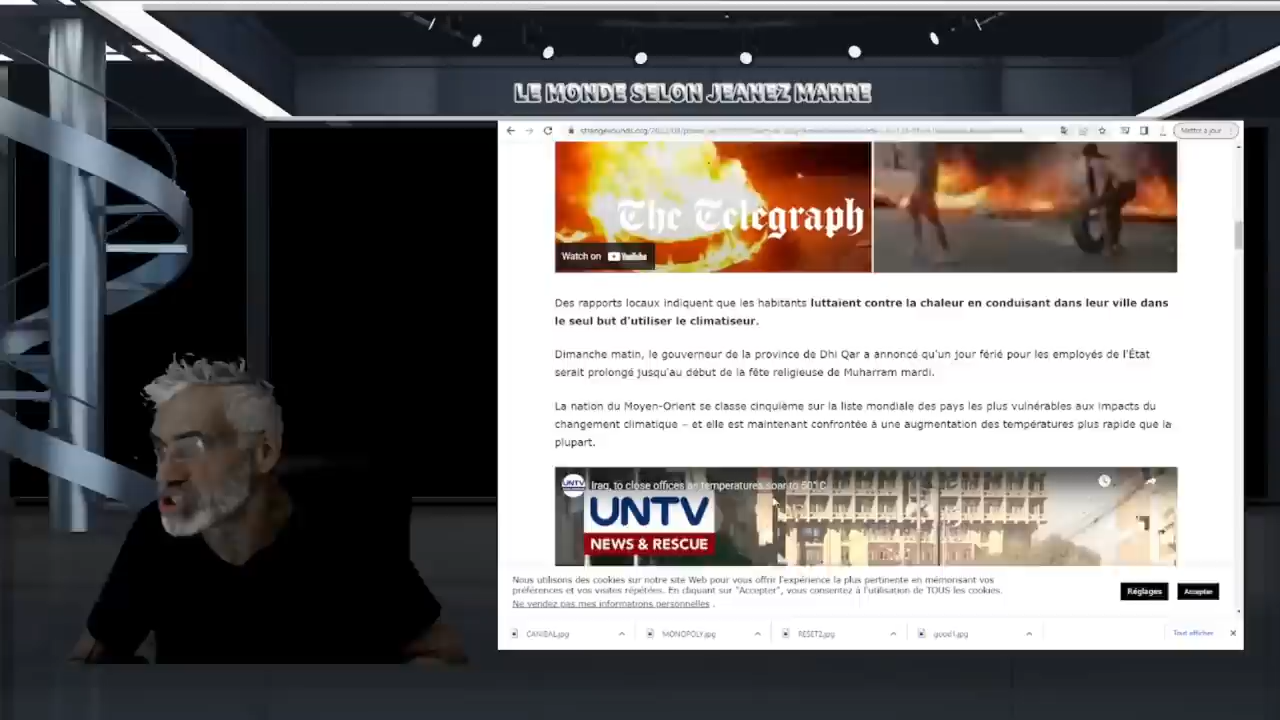 LE MONDE SELON JEANEZ MARRE
Mettre à jour
The Telegraph
Watch on YouTube
Des rapports locaux indiquent que les habitants luttaient contre la chaleur en conduisant dans leur ville dans
le seul but d'utiliser le climatiseur.
Dimanche matin, le gouverneur de la province de Dhi Qar a annoncé qu'un jour férié pour les employés de l'État
serait prolongé jusqu'au début de la fête religieuse de Muharram mardi.
La nation du Moyen-Orient se classe cinquième sur la liste mondiale des pays les plus vulnérables aux impacts du
changement climatique – et elle est maintenant confrontée à une augmentation des températures plus rapide que la
plupart.
UNTV Iraq, to close offices as temperatures soar to 50°C
UNTV
NEWS & RESCUE
Nous utilisons des cookies sur notre site Web pour vous offrir l'expérience la plus pertinente en mémorisant vos
préférences et vos visites répétées. En cliquant sur "Accepter", vous consentez à l'utilisation de TOUS les cookies.
Ne vendez pas mes informations personnelles .
Réglages Accepter
CANIBAL.jpg MONOPOLY.jpg RESET2.jpg good1.jpg Tout afficher